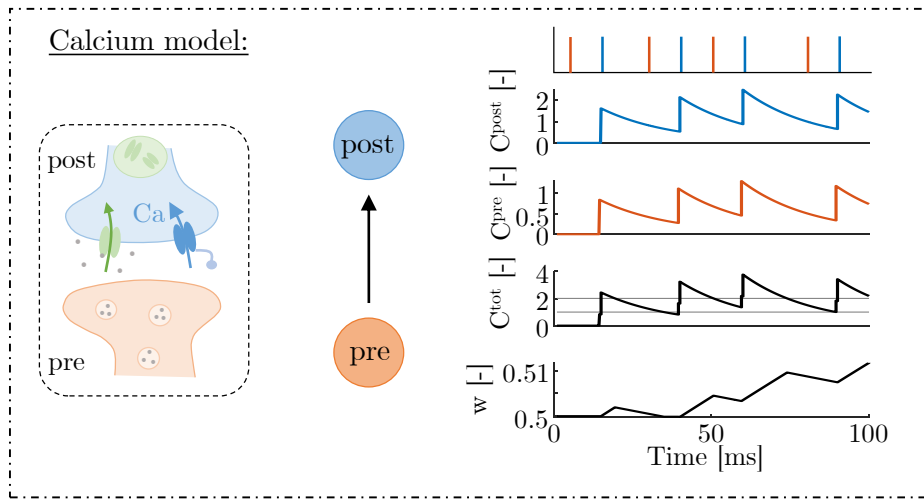 Calcium model:
post
Ca
pre
post
pre
C^post [-]
2
1
0
C^pre [-]
1
0.5
0
C^tot [-]
4
2
0
w [-]
0.51
0.5
0
50
100
Time [ms]